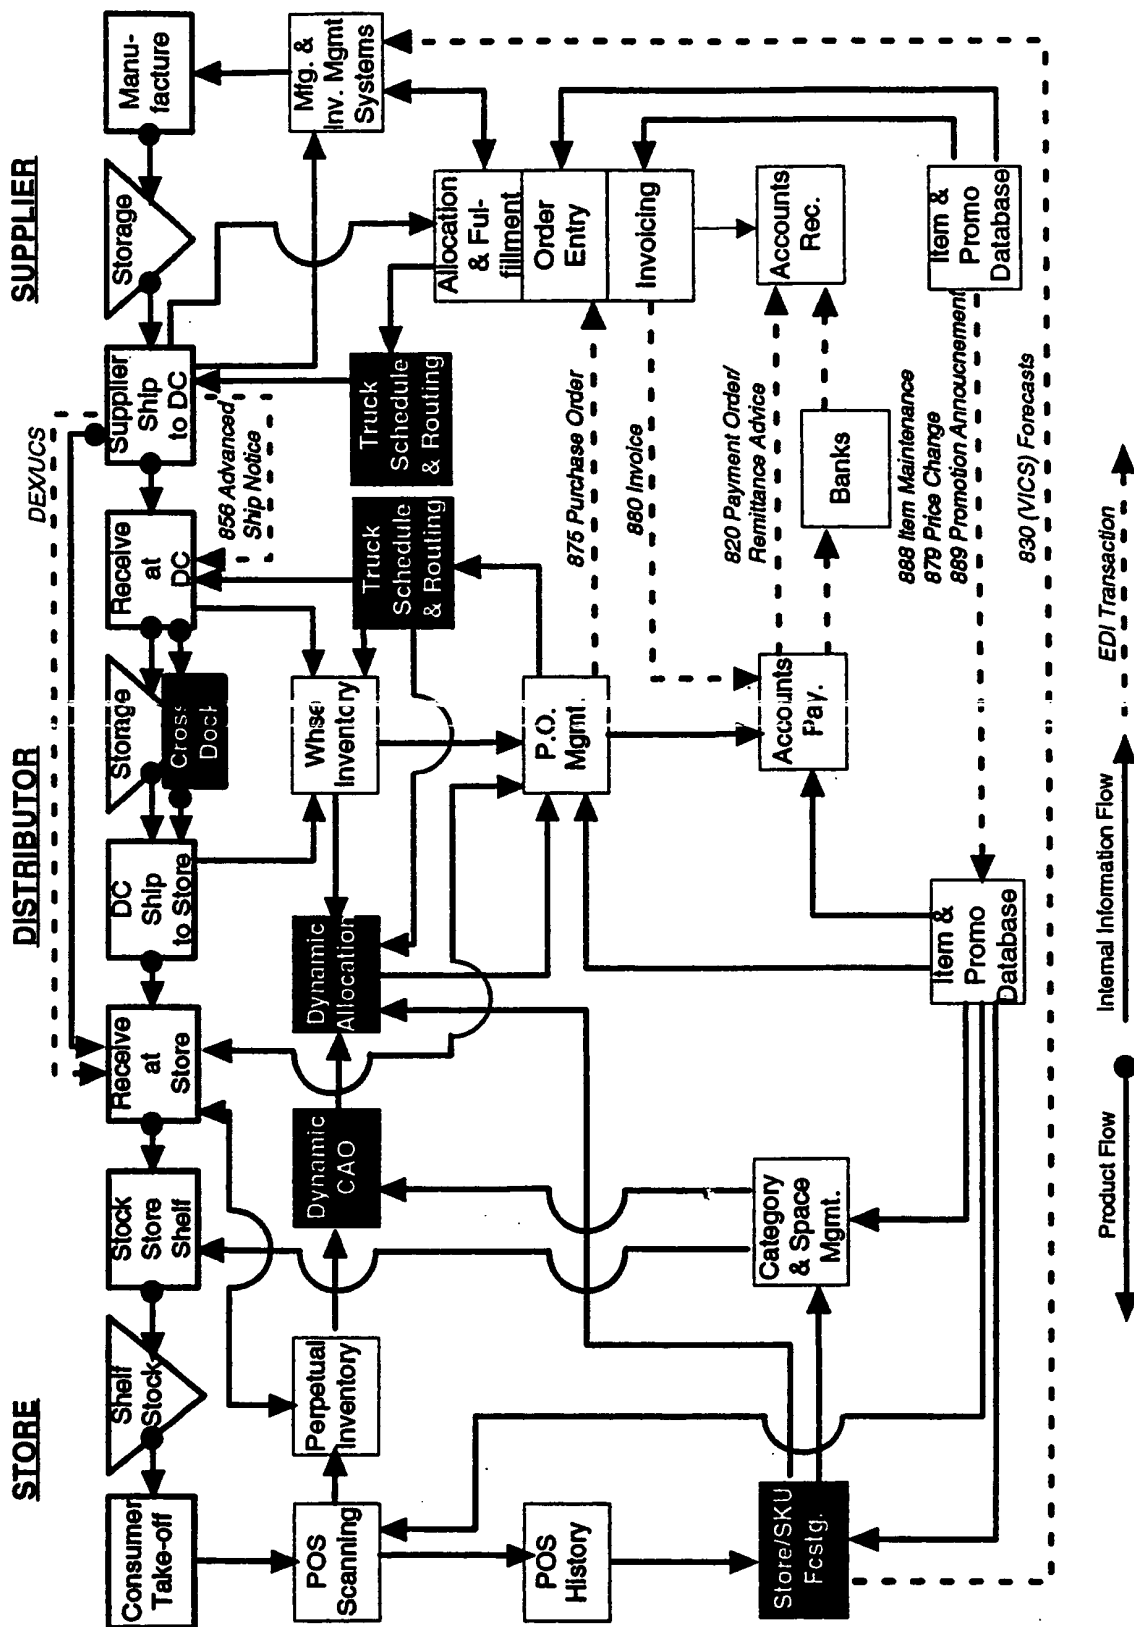 STORE
DISTRIBUTOR
SUPPLIER
Consumer
Take-off
Shelf
Stock
Stock
Store
Shelf
Receive
at
Store
DC
Ship
to Store
Storage
Cross
Dock
Receive
at
DC
Supplier
Ship
to DC
Storage
Manu-
facture
DEX/UCS
856 Advanced
Ship Notice
POS
Scanning
Perpetual
Inventory
Dynamic
CAO
Dynamic
Allocation
Whse
Inventory
Truck
Schedule
& Routing
Truck
Schedule
& Routing
Mfg. &
Inv. Mgmt
Systems
POS
History
P.O.
Mgmt.
875 Purchase Order
880 Invoice
Allocation
& Ful-
fillment
Order
Entry
Invoicing
Store/SKU
Fcstg.
Category
& Space
Mgmt.
Accounts
Pay.
820 Payment Order/
Remittance Advice
Banks
Accounts
Rec.
Item &
Promo
Database
888 Item Maintenance
879 Price Change
889 Promotion Annoucnement
Item &
Promo
Database
830 (VICS) Forecasts
Product Flow
Internal Information Flow
EDI Transaction